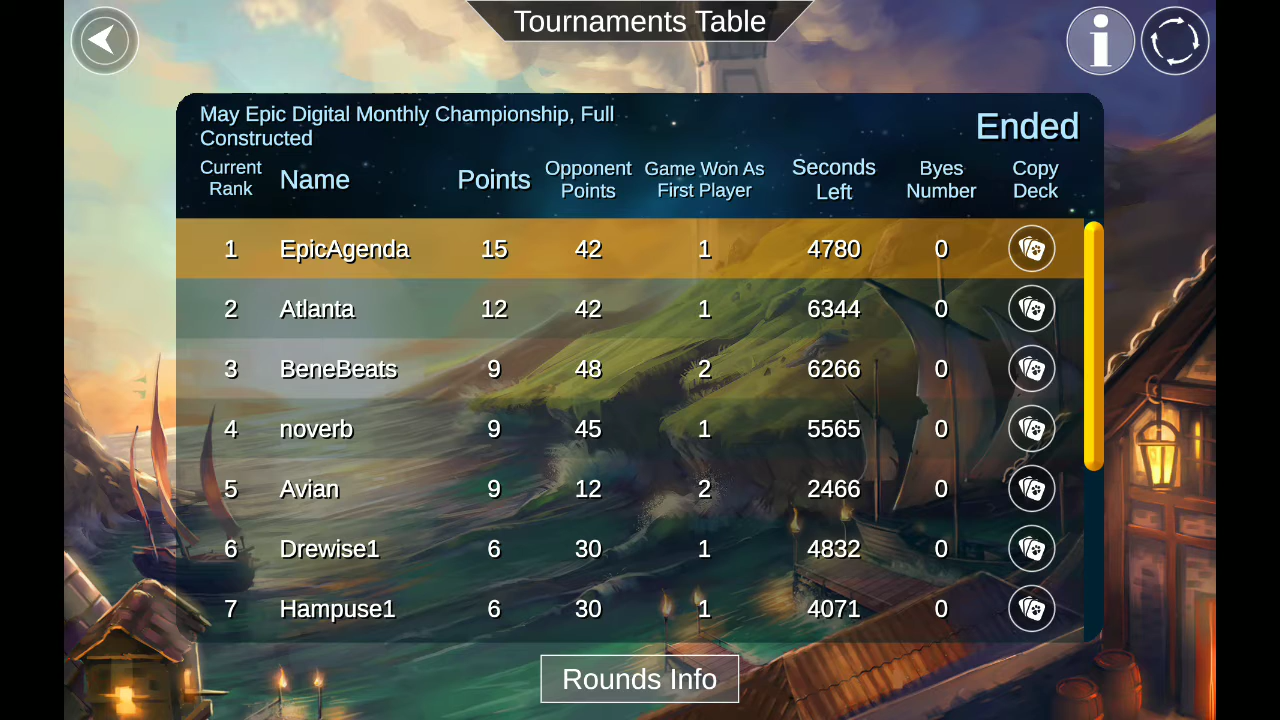 Tournaments Table
May Epic Digital Monthly Championship, Full
Constructed
Ended
Current Rank Name Points Opponent Points Game Won As First Player Seconds Left Byes Number Copy Deck
1 EpicAgenda 15 42 1 4780 0
2 Atlanta 12 42 1 6344 0
3 BeneBeats 9 48 2 6266 0
4 noverb 9 45 1 5565 0
5 Avian 9 12 2 2466 0
6 Drewise1 6 30 1 4832 0
7 Hampuse1 6 30 1 4071 0
Rounds Info